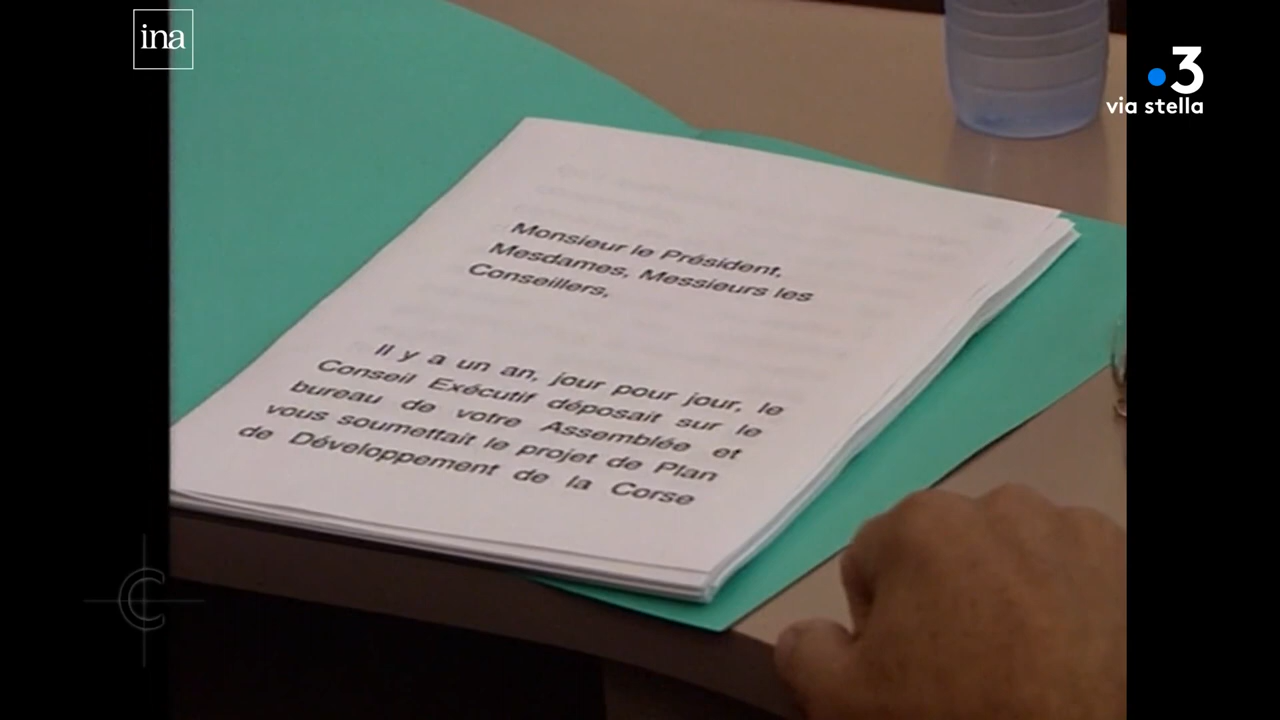 ina
3
via stella
Monsieur le Président,
Mesdames, Messieurs les
Conseillers,
Il y a un an, jour pour jour, le
Conseil Exécutif déposait sur le
bureau de votre Assemblée et
vous soumettait le projet de Plan
de Développement de la Corse
C